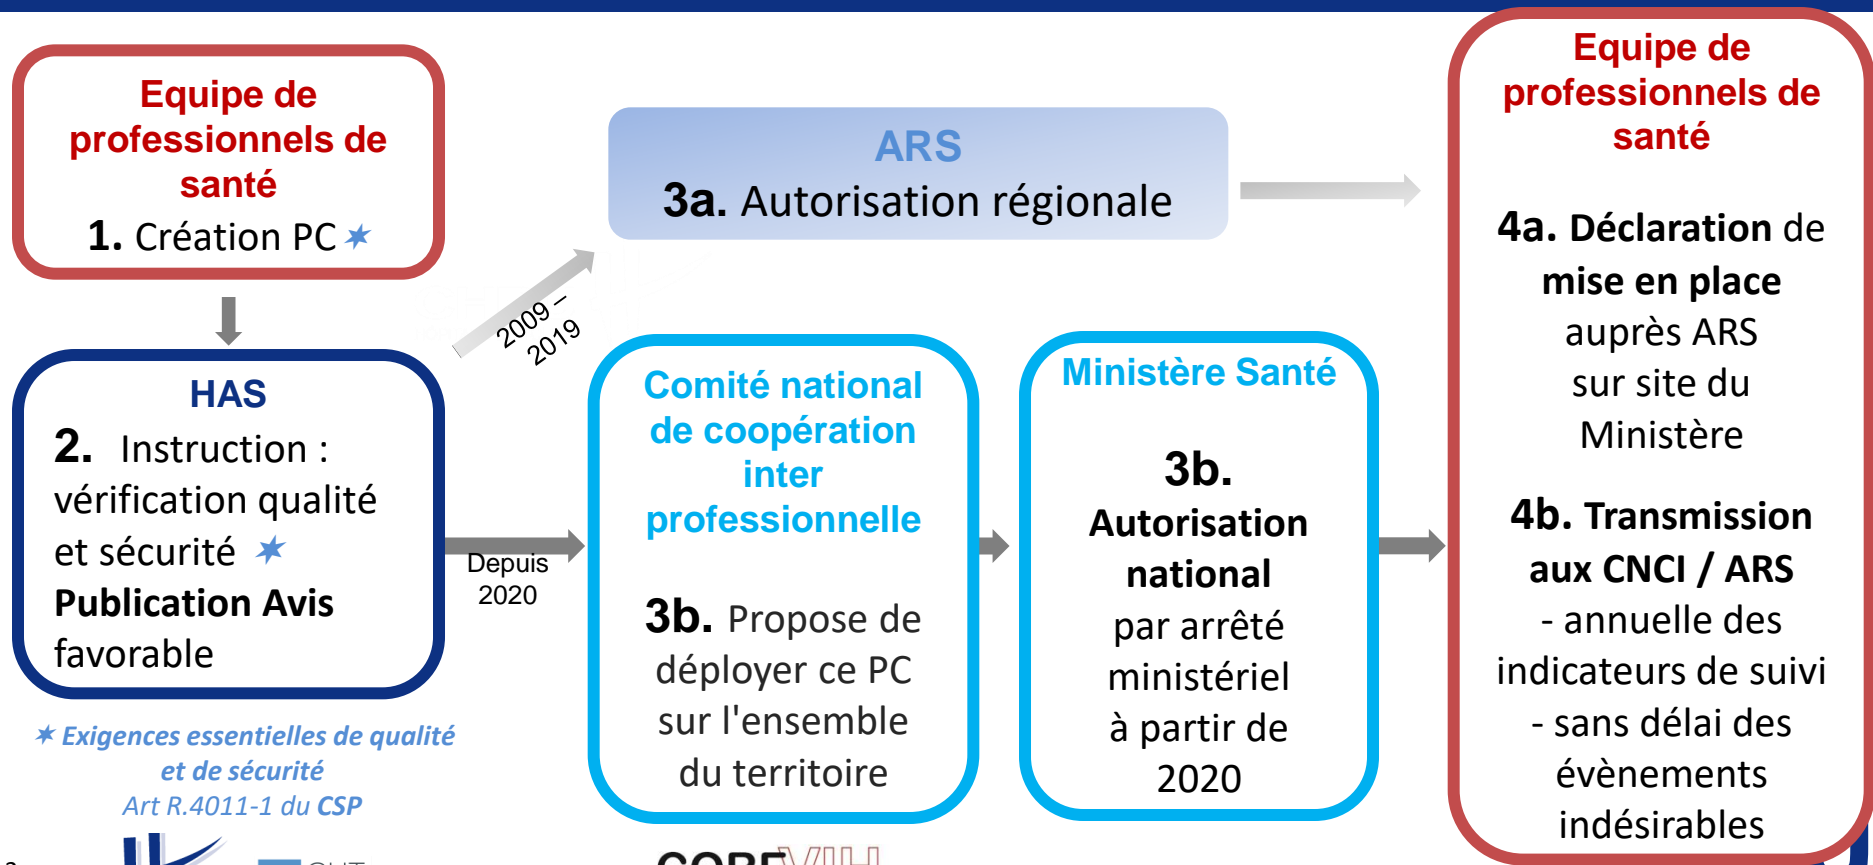 Equipe de
professionnels de
santé
1. Création PC
HAS
2. Instruction :
vérification qualité
et sécurité
Publication Avis
favorable
Exigences essentielles de qualité
et de sécurité
Art R.4011-1 du CSP
2009 –
2019
Depuis
2020
ARS
3a. Autorisation régionale
Comité national
de coopération
inter
professionnelle
3b. Propose de
déployer ce PC
sur l'ensemble
du territoire
Ministère Santé
3b.
Autorisation
national
par arrêté
ministériel
à partir de
2020
Equipe de
professionnels de
santé
4a. Déclaration de
mise en place
auprès ARS
sur site du
Ministère
4b. Transmission
aux CNCI / ARS
- annuelle des
indicateurs de suivi
- sans délai des
évènements
indésirables
COREVIH